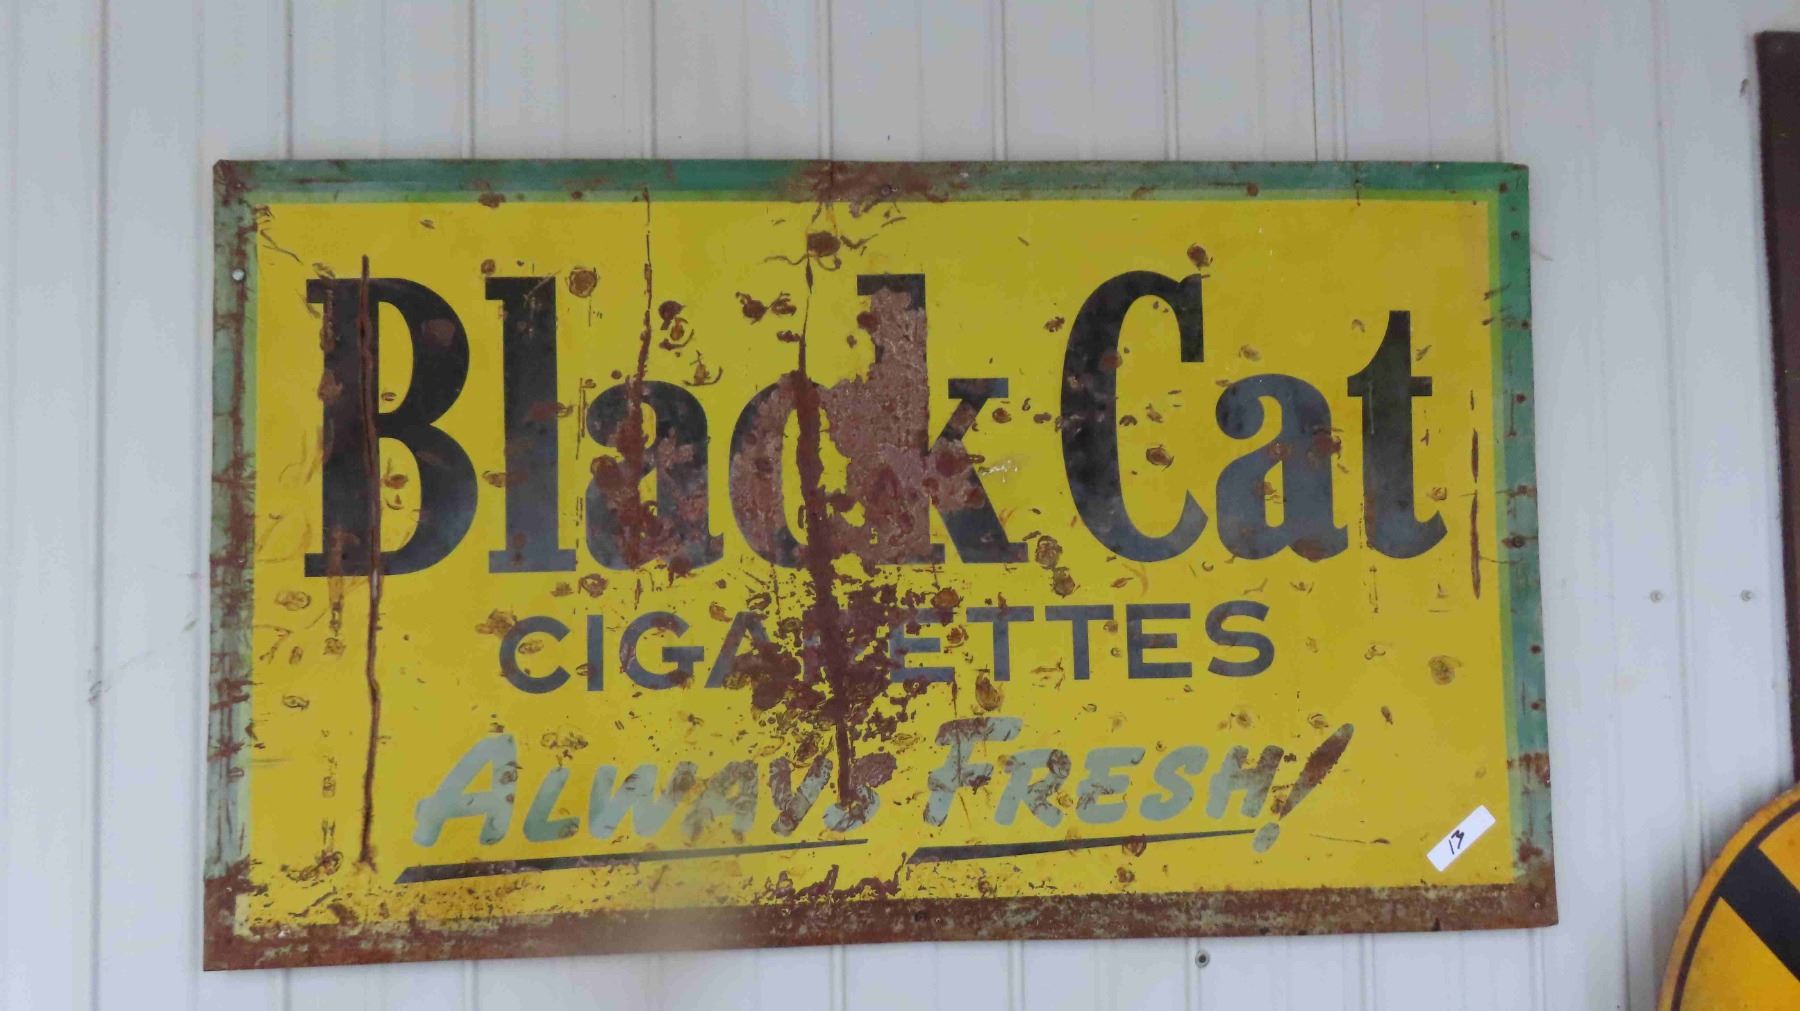 Black Cat
CIGARETTES
ALWAYS FRESH!
13